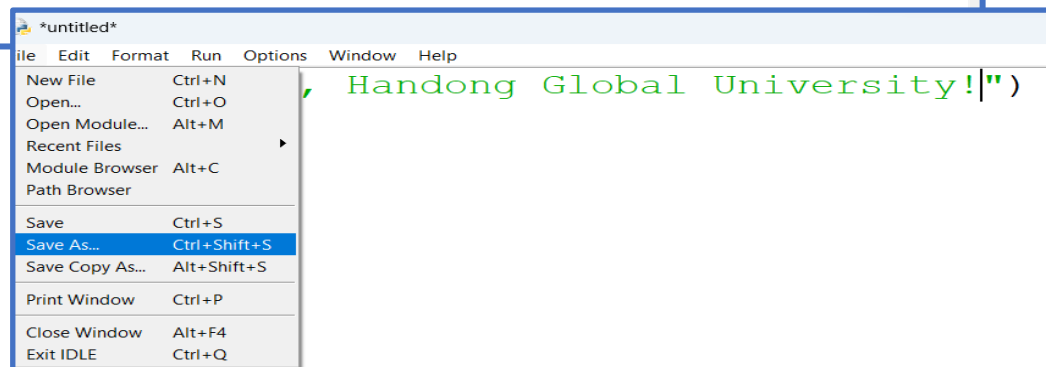 *untitled*
ile Edit Format Run Options Window Help
New File Ctrl+N
, Handong Global University!")
Open... Ctrl+O
Open Module... Alt+M
Recent Files
Module Browser Alt+C
Path Browser
Save Ctrl+S
Save As... Ctrl+Shift+S
Save Copy As... Alt+Shift+S
Print Window Ctrl+P
Close Window Alt+F4
Exit IDLE Ctrl+Q